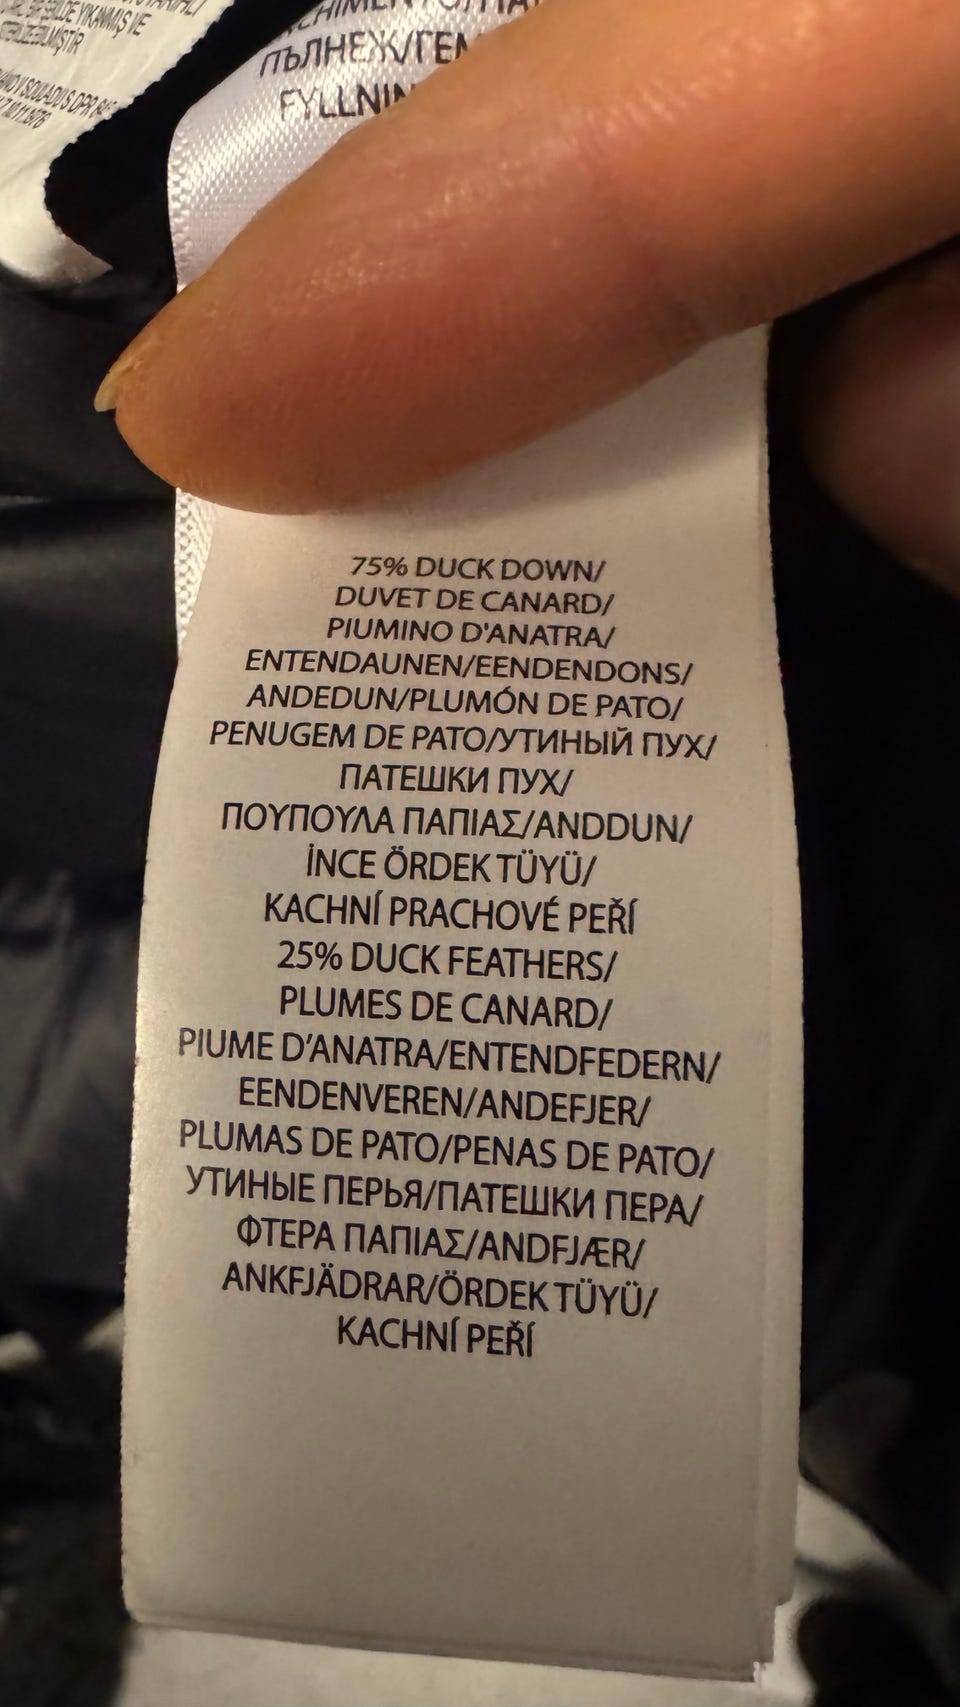 YIKANMIŞ VE
FYLLNIN
75% DUCK DOWN/
DUVET DE CANARD/
PIUMINO D'ANATRA/
ENTENDAUNEN/EENDENDONS/
ANDEDUN/PLUMÓN DE PATO/
PENUGEM DE PATO/УТИНЫЙ ПУХ/
ПАТЕШКИ ПУХ/
ΠΟΥΠΟΥΛΑ ΠΑΠΙΑΣ/ANDDUN/
İNCE ÖRDEK TÜYÜ/
KACHNÍ PRACHOVÉ PEŘÍ
25% DUCK FEATHERS/
PLUMES DE CANARD/
PIUME D’ANATRA/ENTENDFEDERN/
EENDENVEREN/ANDEFJER/
PLUMAS DE PATO/PENAS DE PATO/
УТИНЫЕ ПЕРЬЯ/ПАТЕШКИ ПЕРА/
ΦΤΕΡΑ ΠΑΠΙΑΣ/ANDFJÆR/
ANKFJÄDRAR/ÖRDEK TÜYÜ/
KACHNÍ PEŘÍ